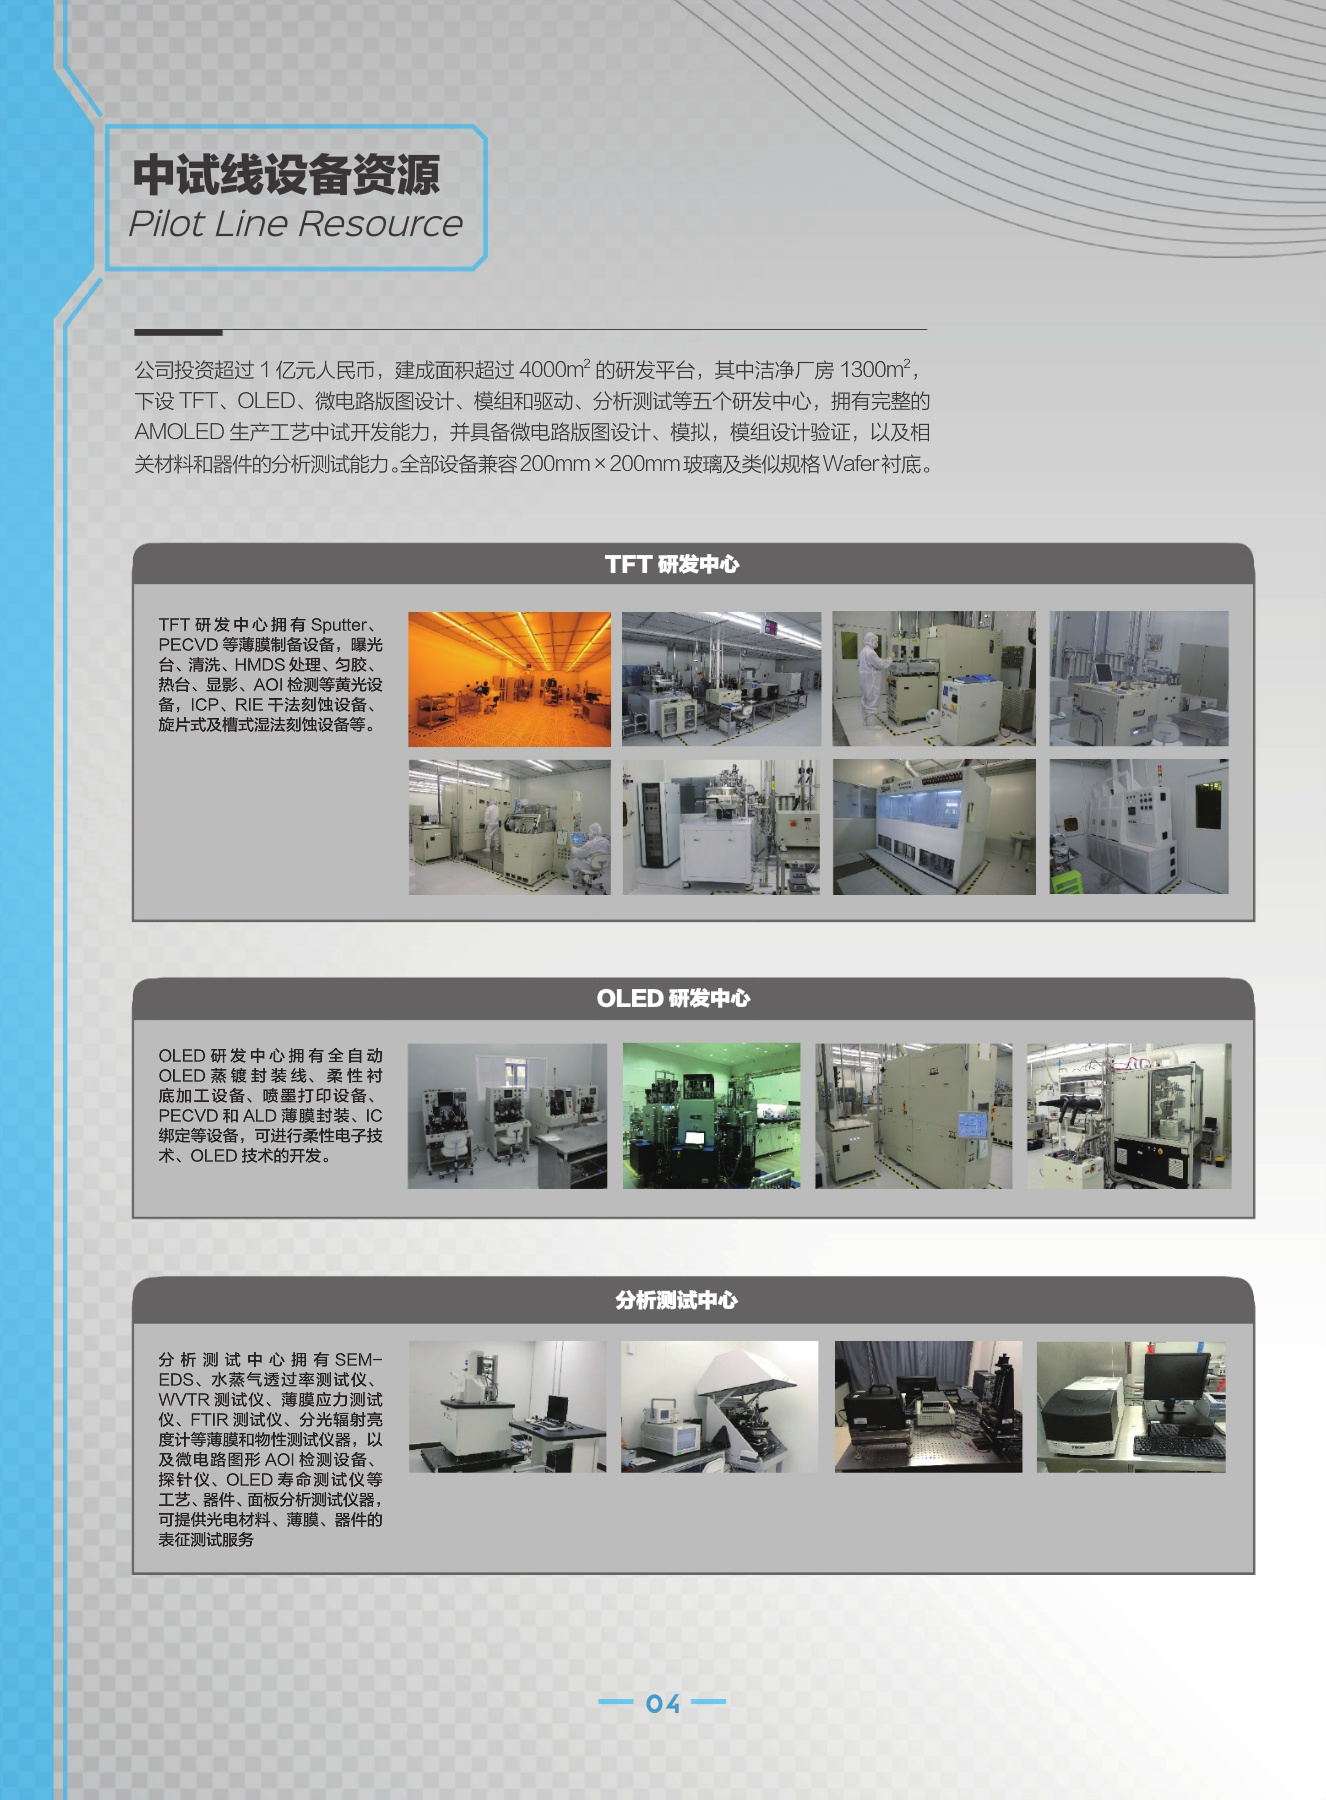 中试线设备资源
Pilot Line Resource
公司投资超过 1 亿元人民币，建成面积超过 4000m² 的研发平台，其中洁净厂房 1300m²，
下设 TFT、OLED、微电路版图设计、模组和驱动、分析测试等五个研发中心，拥有完整的
AMOLED 生产工艺中试开发能力，并具备微电路版图设计、模拟，模组设计验证，以及相
关材料和器件的分析测试能力。全部设备兼容 200mm × 200mm 玻璃及类似规格 Wafer 衬底。
TFT 研发中心
TFT 研发中心拥有 Sputter、
PECVD 等薄膜制备设备，曝光
台、清洗、HMDS 处理、匀胶、
热台、显影、AOI 检测等黄光设
备，ICP、RIE 干法刻蚀设备、
旋片式及槽式湿法刻蚀设备等。
OLED 研发中心
OLED 研发中心拥有全自动
OLED 蒸镀封装线、柔性衬
底加工设备、喷墨打印设备、
PECVD 和 ALD 薄膜封装、IC
绑定等设备，可进行柔性电子技
术、OLED 技术的开发。
分析测试中心
分析测试中心拥有 SEM-
EDS、水蒸气透过率测试仪、
WVTR 测试仪、薄膜应力测试
仪、FTIR 测试仪、分光辐射亮
度计等薄膜和物性测试仪器，以
及微电路图形 AOI 检测设备、
探针仪、OLED 寿命测试仪等
工艺、器件、面板分析测试仪器，
可提供光电材料、薄膜、器件的
表征测试服务
04